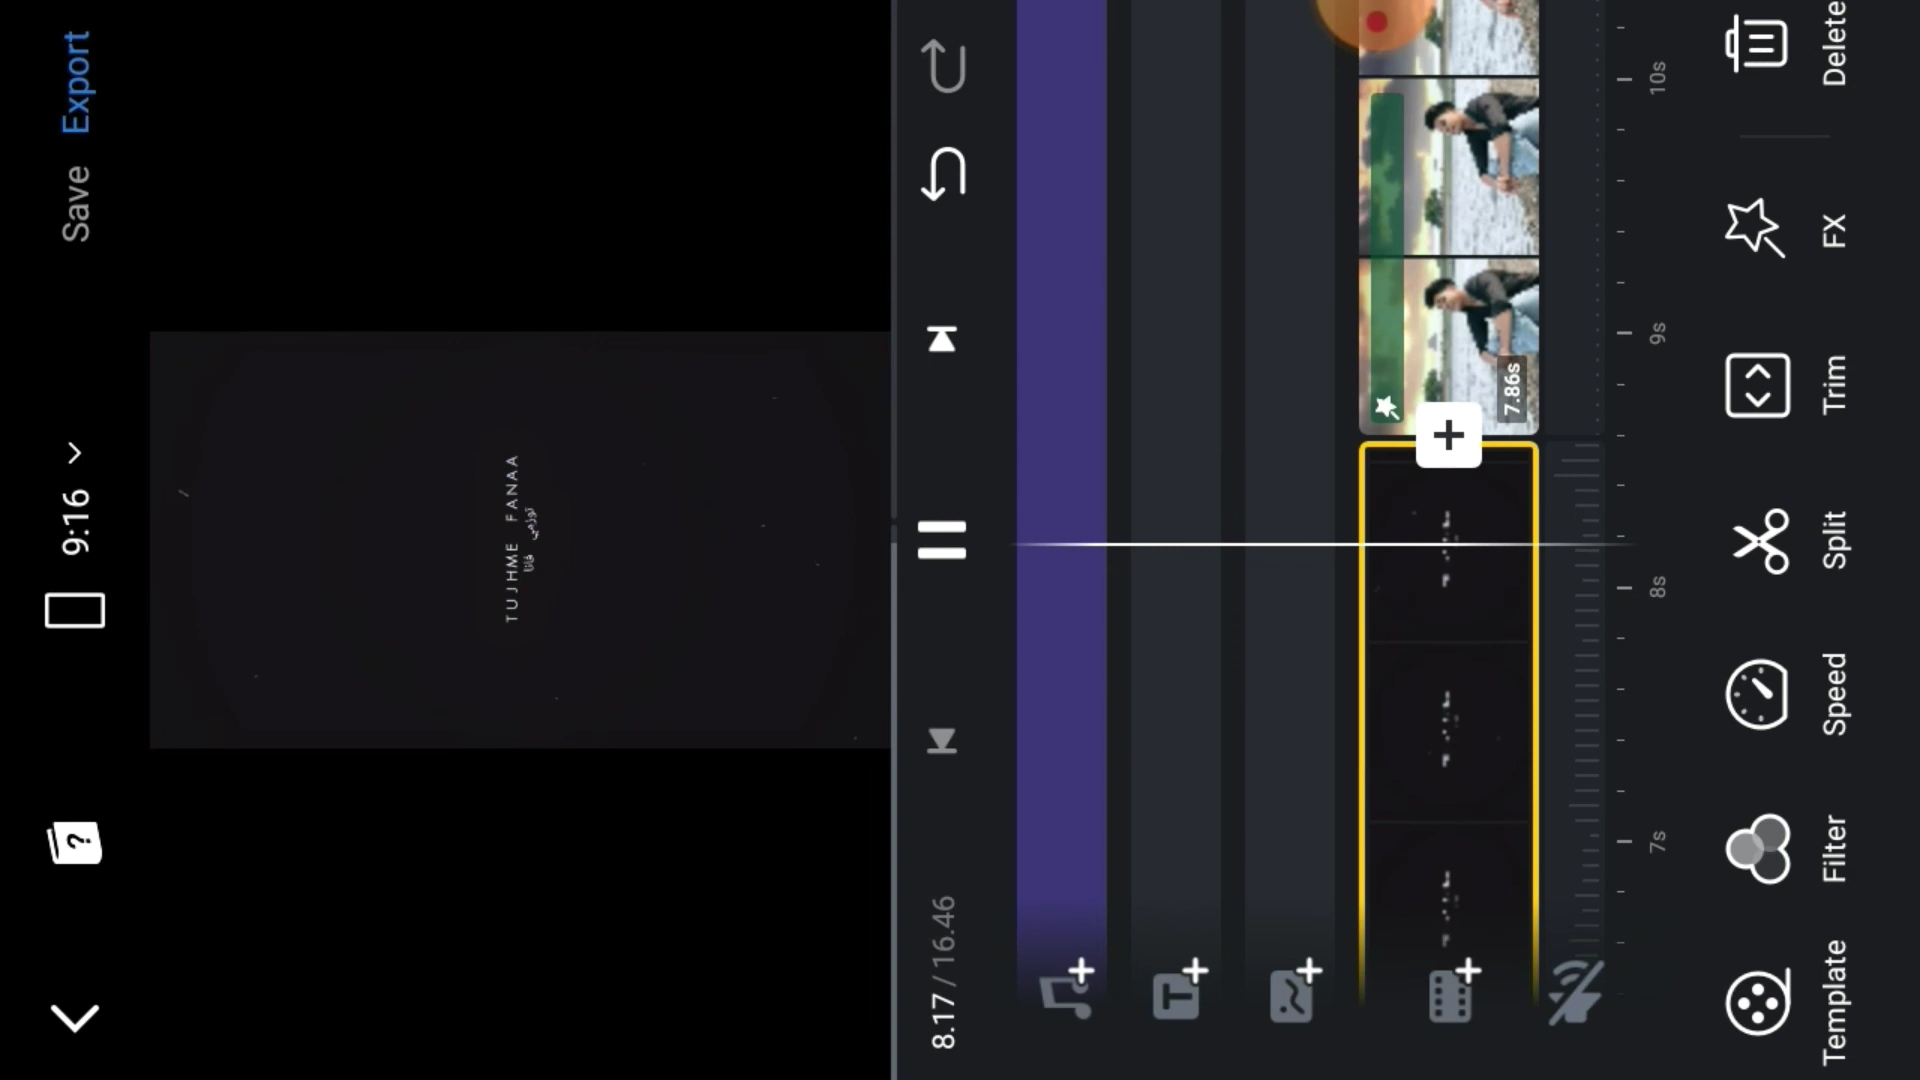 9:16
Save
Export
TUJHME FANAA
8.17 / 16.46
7.86s
7s
8s
9s
10s
Template
Filter
Speed
Split
Trim
FX
Delete